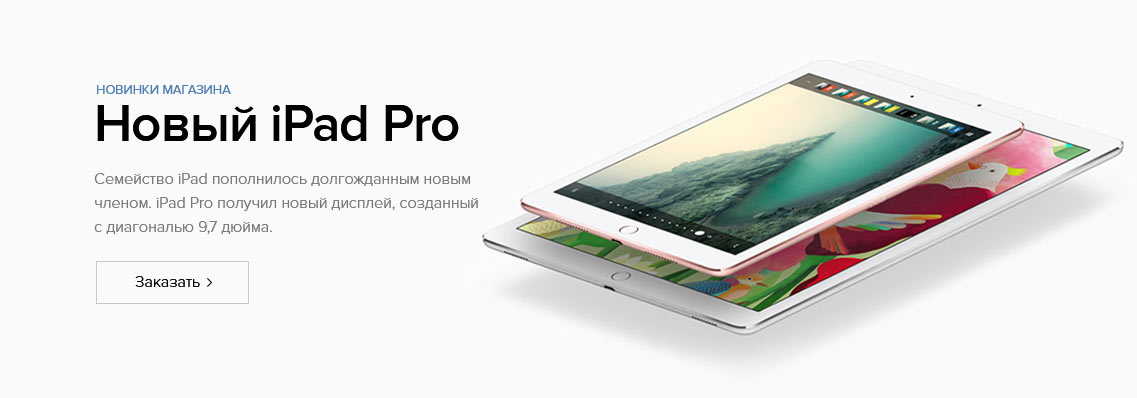 НОВИНКИ МАГАЗИНА
Новый iPad Pro
Семейство iPad пополнилось долгожданным новым
членом. iPad Pro получил новый дисплей, созданный
с диагональю 9,7 дюйма.
Заказать >